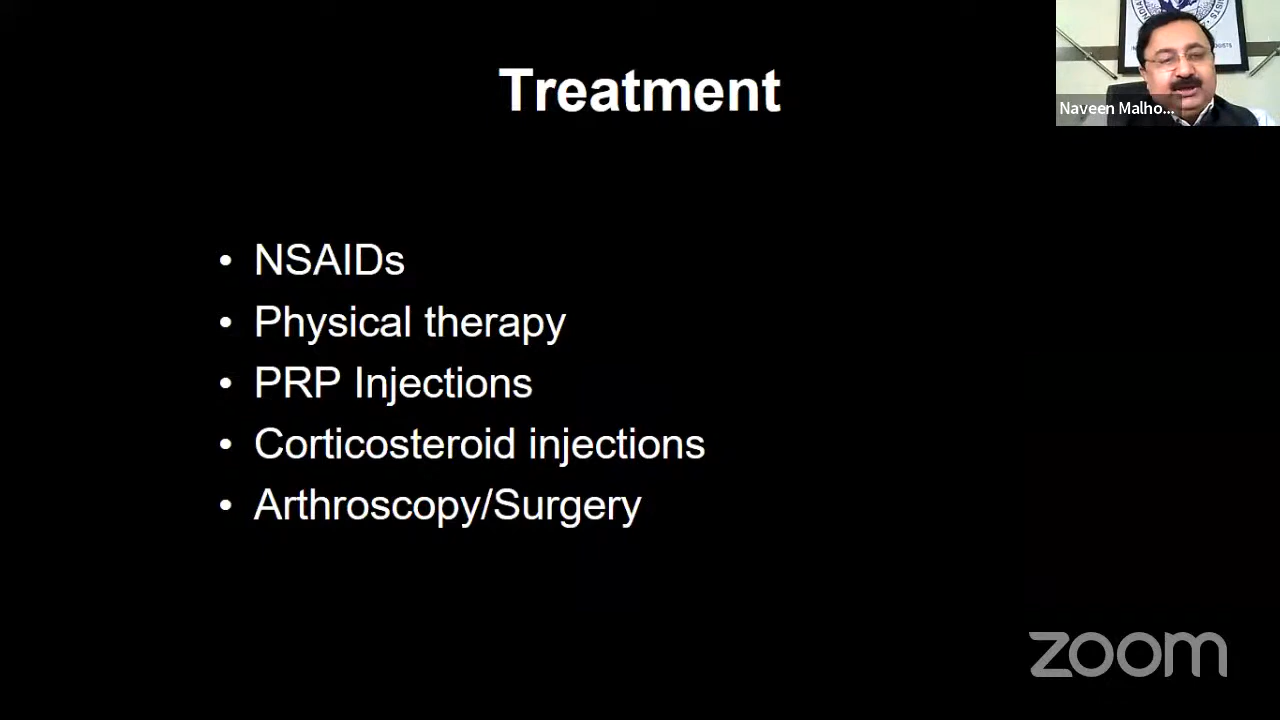 Treatment
• NSAIDs
• Physical therapy
• PRP Injections
• Corticosteroid injections
• Arthroscopy/Surgery
Naveen Malho...
zoom